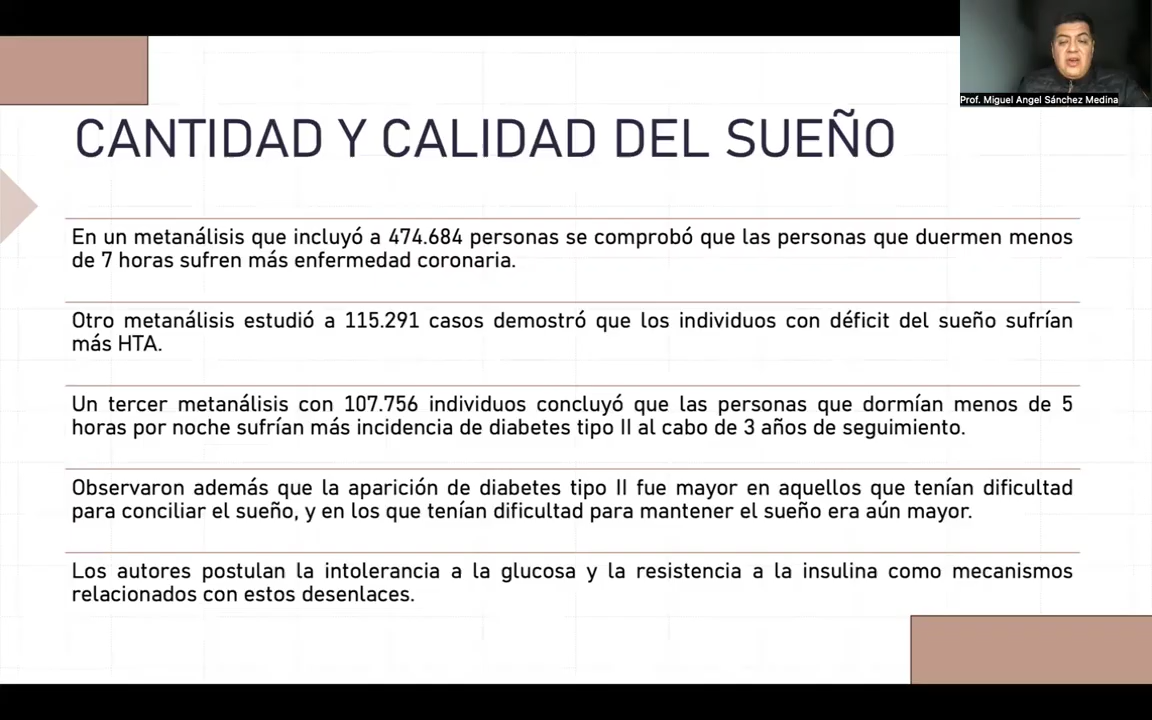 Prof. Miguel Angel Sánchez Medina
CANTIDAD Y CALIDAD DEL SUEÑO
En un metanálisis que incluyó a 474.684 personas se comprobó que las personas que duermen menos
de 7 horas sufren más enfermedad coronaria.
Otro metanálisis estudió a 115.291 casos demostró que los individuos con déficit del sueño sufrían
más HTA.
Un tercer metanálisis con 107.756 individuos concluyó que las personas que dormían menos de 5
horas por noche sufrían más incidencia de diabetes tipo II al cabo de 3 años de seguimiento.
Observaron además que la aparición de diabetes tipo II fue mayor en aquellos que tenían dificultad
para conciliar el sueño, y en los que tenían dificultad para mantener el sueño era aún mayor.
Los autores postulan la intolerancia a la glucosa y la resistencia a la insulina como mecanismos
relacionados con estos desenlaces.